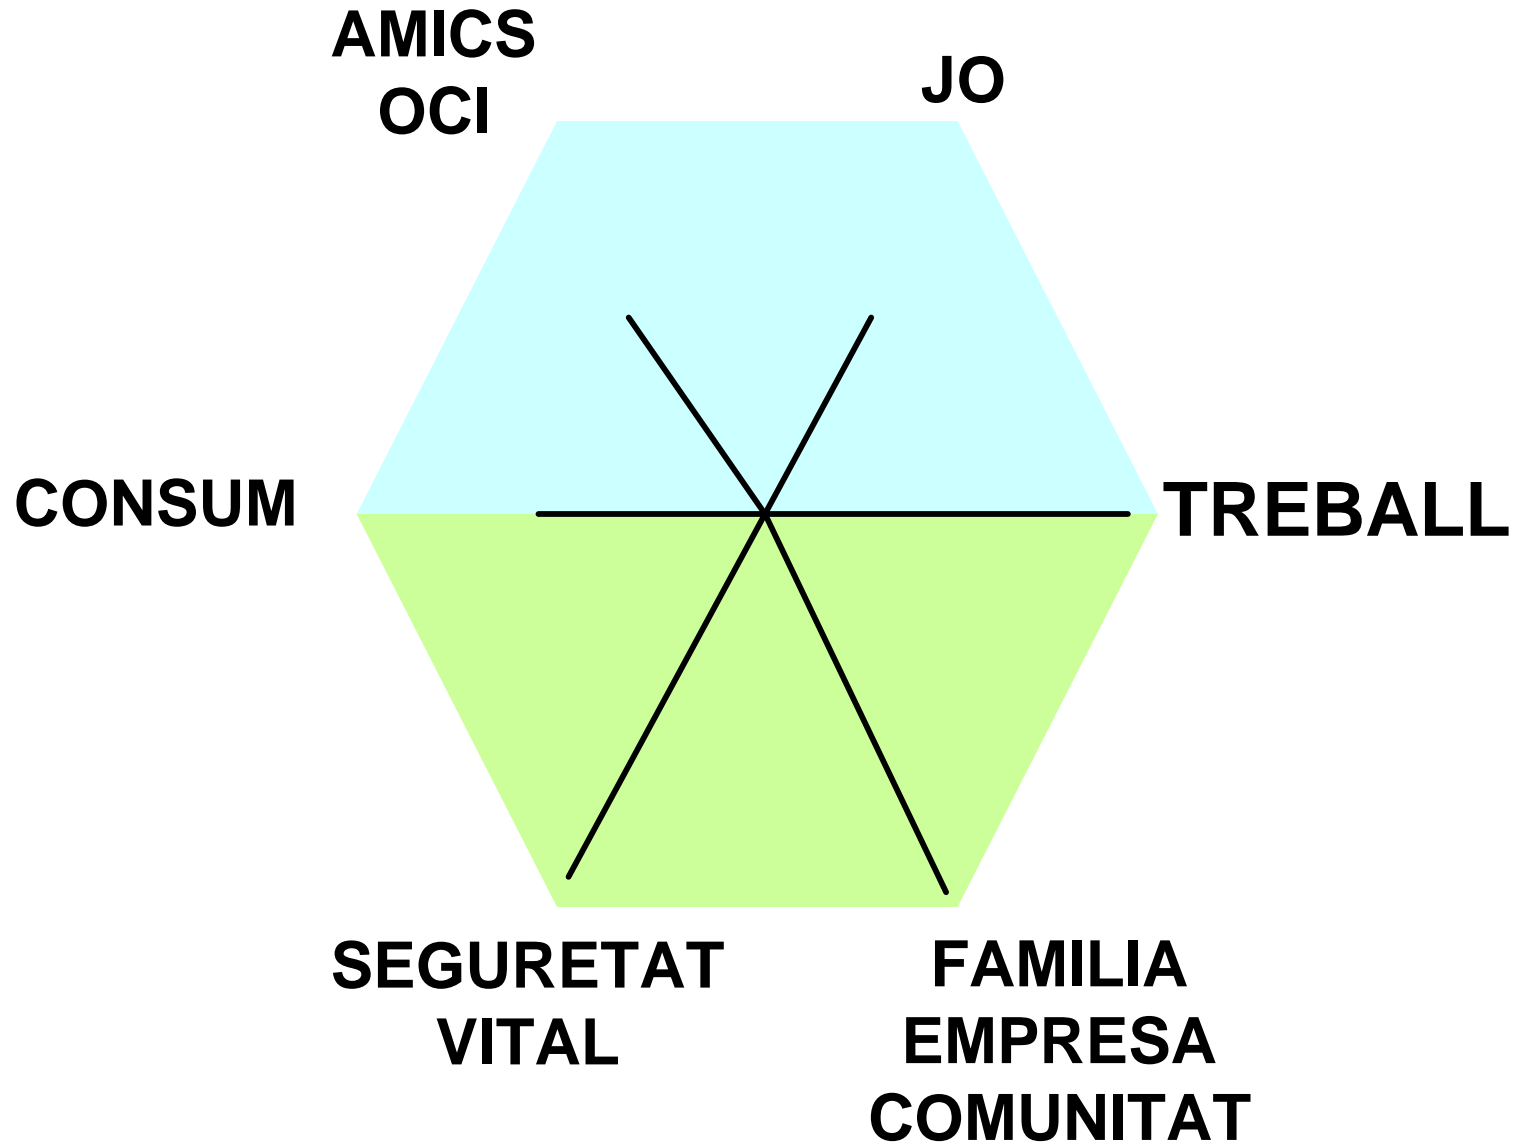 AMICS
OCI
JO
CONSUM
TREBALL
SEGURETAT
VITAL
FAMILIA
EMPRESA
COMUNITAT